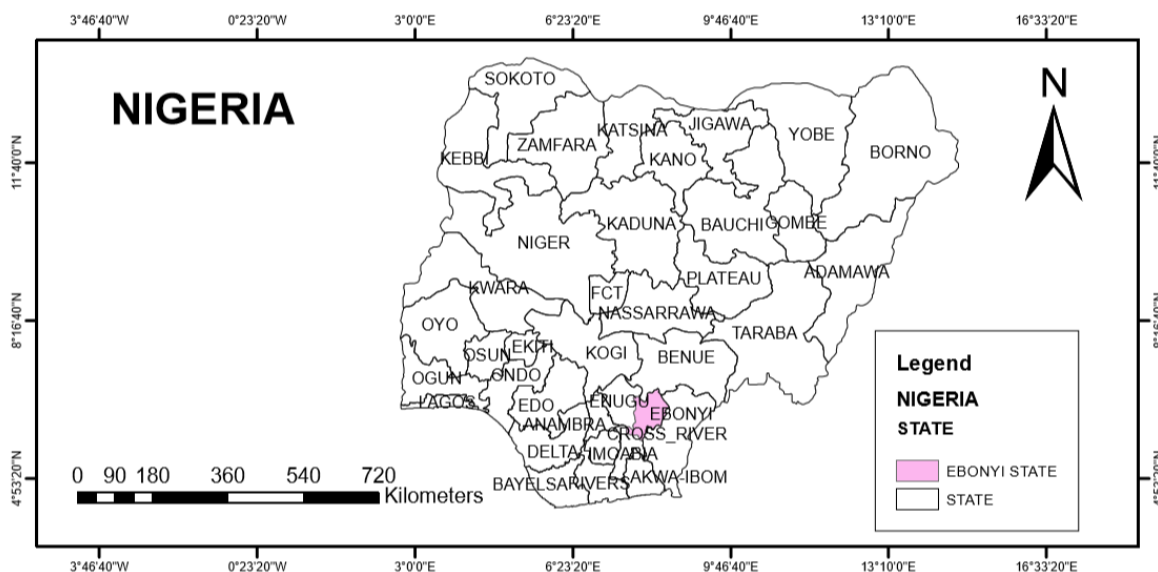 3°46'40"W 0°23'20"E 3°0'0"E 6°23'20"E 9°46'40"E 13°10'0"E 16°33'20"E
NIGERIA
N
SOKOTO
KATSINA
JIGAWA
YOBE
ZAMFARA
KEBBI
KANO
BORNO
11°40'0"N
11°40'0"N
KADUNA
BAUCHI
GOMBE
NIGER
ADAMAWA
PLATEAU
KWARA
FCT
NASSARRAWA
8°16'40"N
8°16'40"N
OYO
TARABA
EKITI
OSUN
KOGI
BENUE
OGUN
ONDO
LAGOS
EDO
ENUGU
EBONYI
ANAMBRA
CROSS_RIVER
DELTA
IMO
ABIA
BAYELSA
RIVERS
AKWA-IBOM
4°53'20"N
4°53'20"N
Legend
NIGERIA
STATE
EBONYI STATE
STATE
0 90 180 360 540 720
Kilometers
3°46'40"W 0°23'20"E 3°0'0"E 6°23'20"E 9°46'40"E 13°10'0"E 16°33'20"E